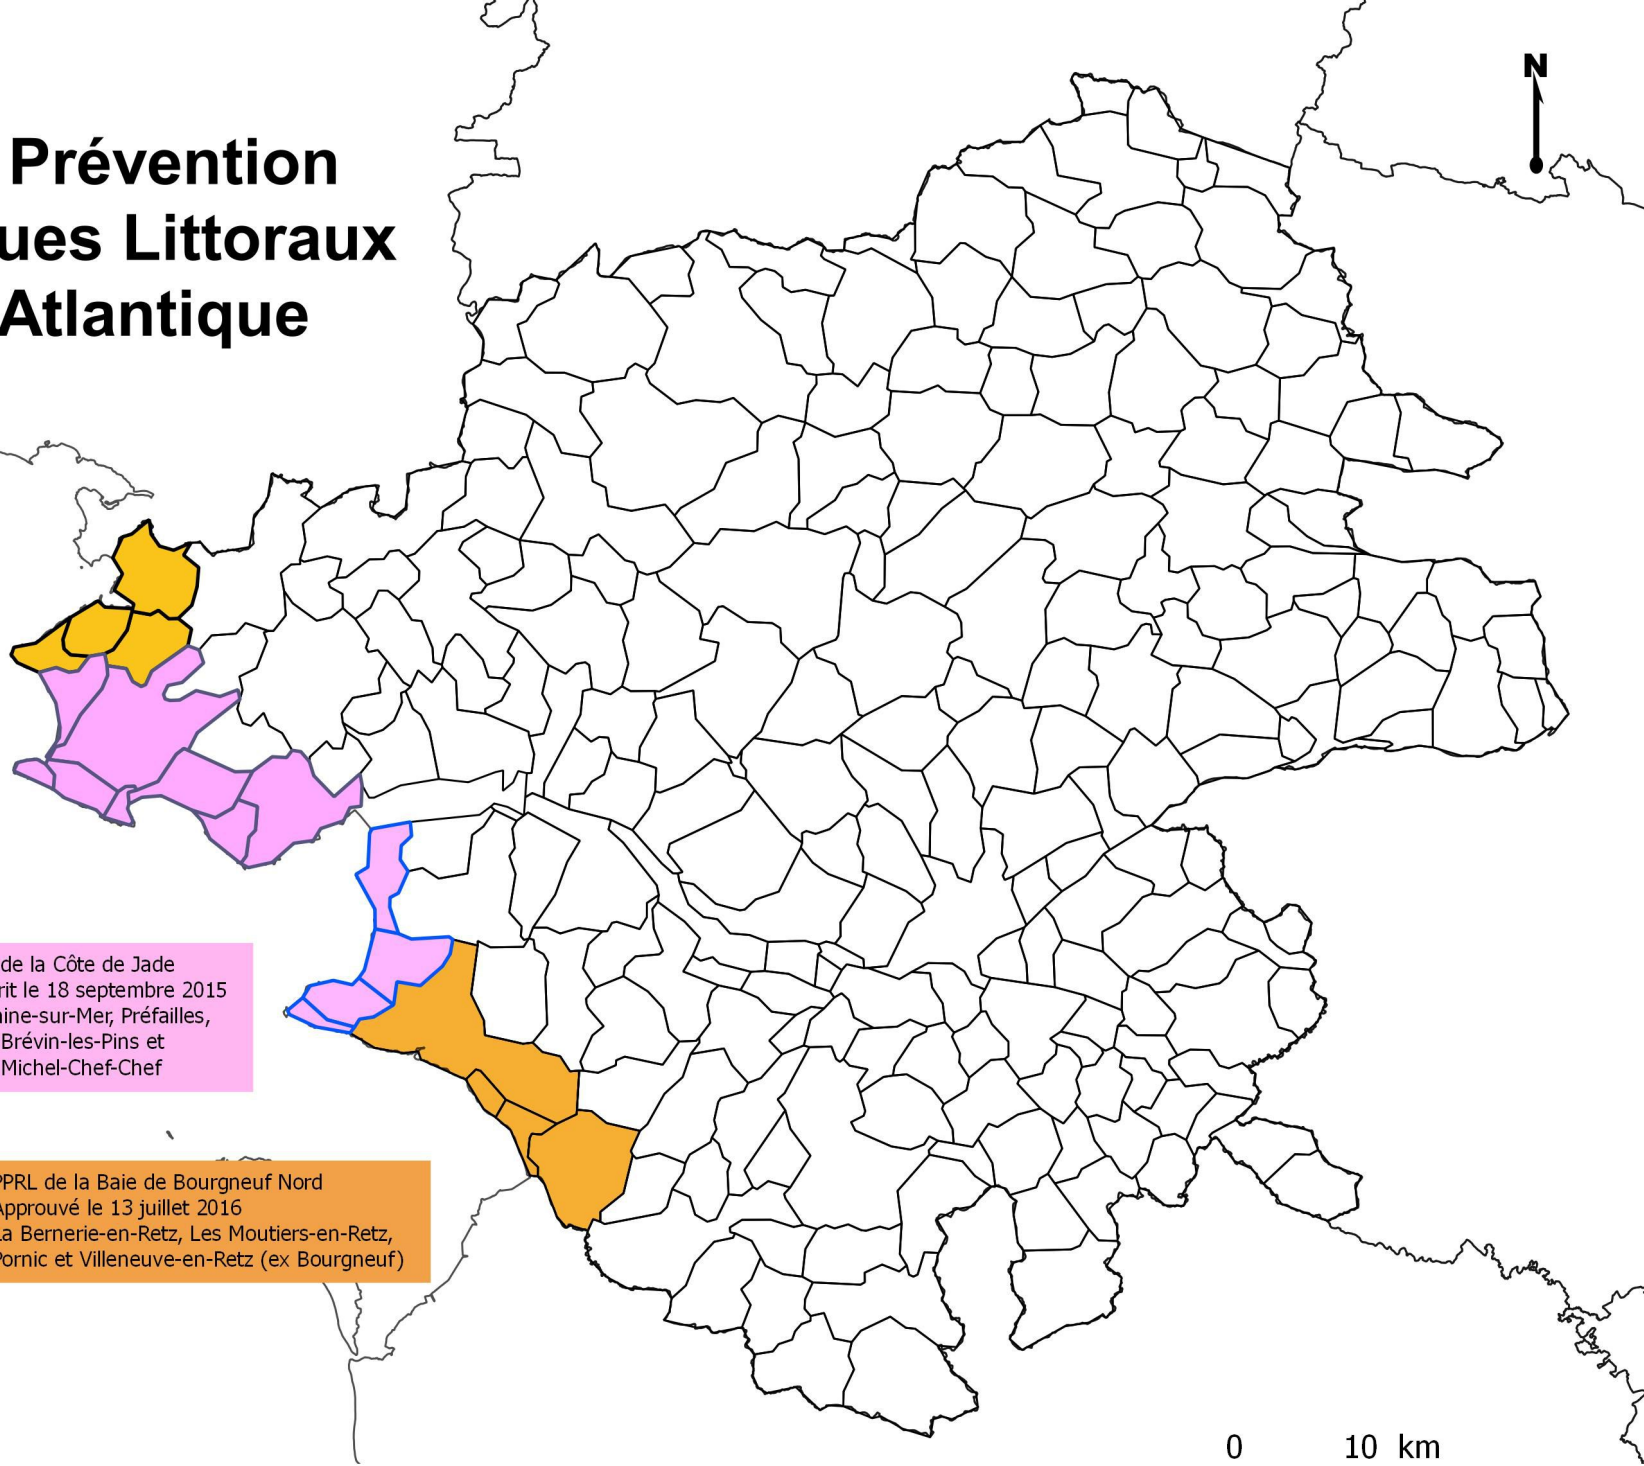 Prévention
ues Littoraux
Atlantique
N
de la Côte de Jade
rit le 18 septembre 2015
aine-sur-Mer, Préfailles,
Brévin-les-Pins et
Michel-Chef-Chef
PPRL de la Baie de Bourgneuf Nord
Approuvé le 13 juillet 2016
La Bernerie-en-Retz, Les Moutiers-en-Retz,
Pornic et Villeneuve-en-Retz (ex Bourgneuf)
0 10 km